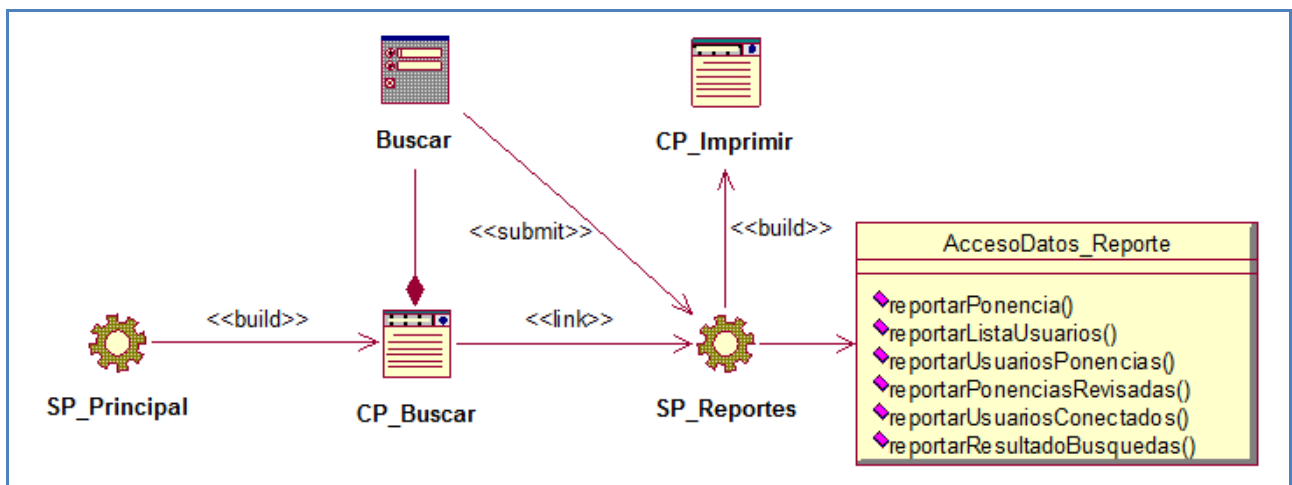 Buscar
CP_Imprimir
<<submit>>
<<build>>
AccesoDatos_Reporte
reportarPonencia()
reportarListaUsuarios()
reportarUsuariosPonencias()
reportarPonenciasRevisadas()
reportarUsuariosConectados()
reportarResultadoBusquedas()
<<build>>
<<link>>
SP_Principal
CP_Buscar
SP_Reportes